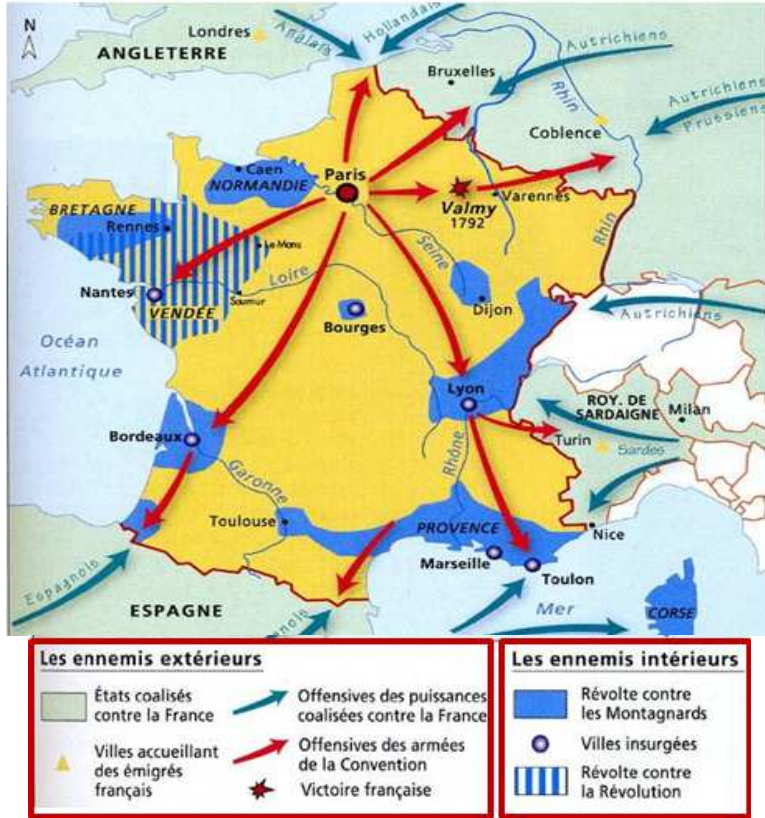 N
Londres
ANGLETERRE
Anglais
Hollandais
Autrichiens
Bruxelles
Rhin
Autrichiens
Prussiens
Coblence
Caen
NORMANDIE
Paris
Varennes
Valmy
1792
BRETAGNE
Rennes
Le Mans
Rhin
Seine
Loire
Nantes
Saumur
VENDÉE
Bourges
Dijon
Autrichiens
Océan
Atlantique
Lyon
ROY. DE
SARDAIGNE
Milan
Turin
Sardes
Bordeaux
Rhône
Garonne
Toulouse
PROVENCE
Nice
Marseille
Toulon
Espagnols
ESPAGNE
Mer
CORSE
Les ennemis extérieurs
États coalisés
contre la France
Offensives des puissances
coalisées contre la France
Villes accueillant
des émigrés
français
Offensives des armées
de la Convention
Victoire française
Les ennemis intérieurs
Révolte contre
les Montagnards
Villes insurgées
Révolte contre
la Révolution